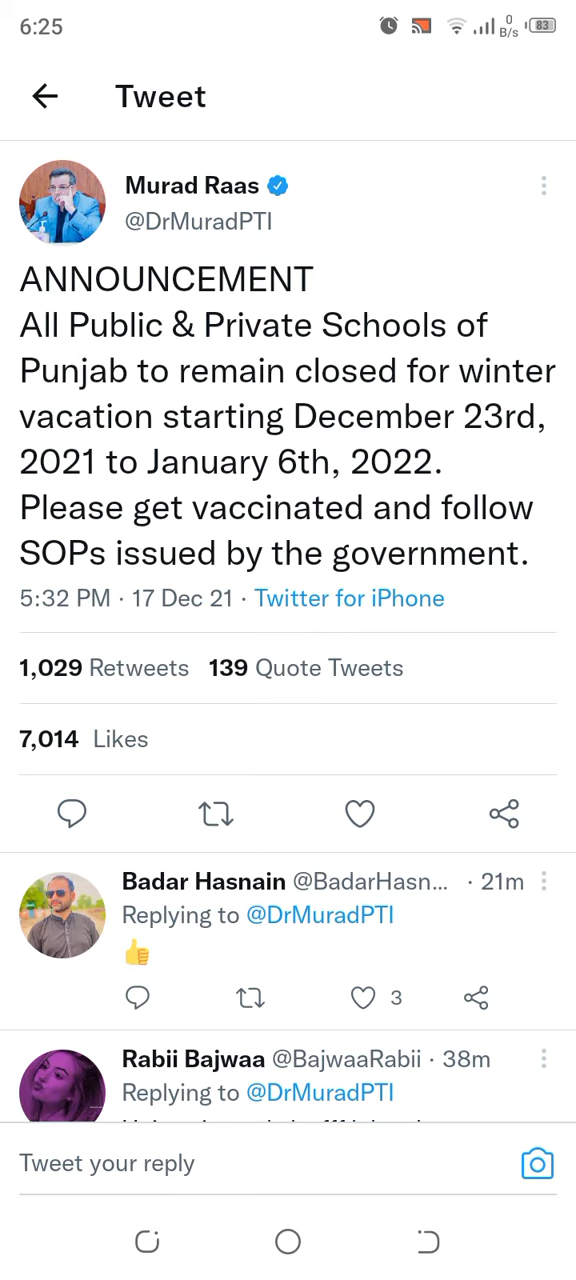 6:25
0
B/s
83
Tweet
Murad Raas
@DrMuradPTI
ANNOUNCEMENT
All Public & Private Schools of
Punjab to remain closed for winter
vacation starting December 23rd,
2021 to January 6th, 2022.
Please get vaccinated and follow
SOPs issued by the government.
5:32 PM · 17 Dec 21 · Twitter for iPhone
1,029 Retweets 139 Quote Tweets
7,014 Likes
Badar Hasnain @BadarHasn... · 21m
Replying to @DrMuradPTI
👍
3
Rabii Bajwaa @BajwaaRabii · 38m
Replying to @DrMuradPTI
Tweet your reply